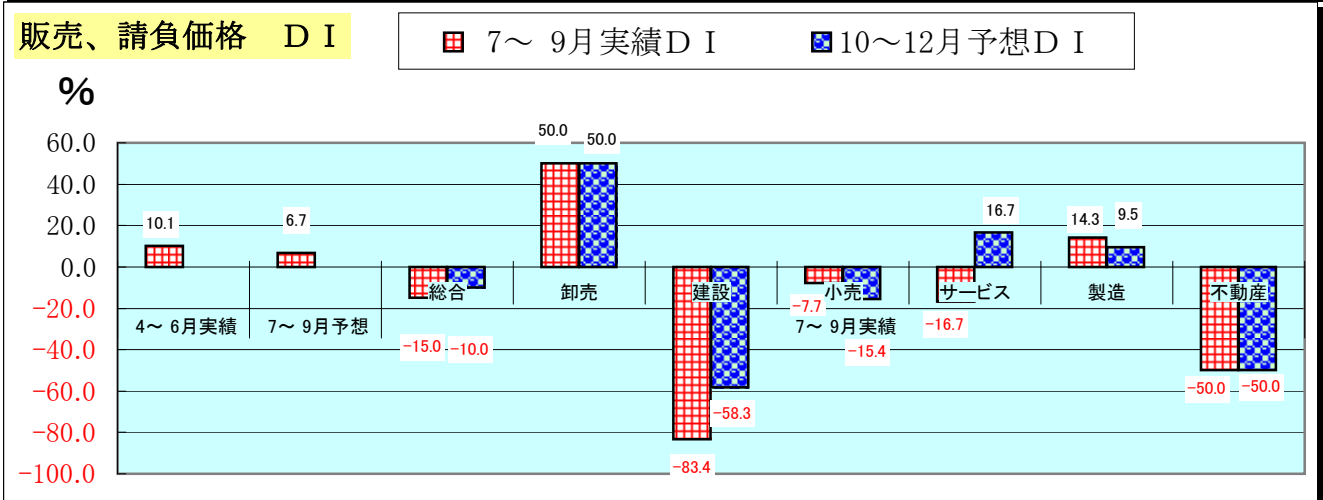 販売、請負価格　ＤＩ
7～ 9月実績ＤＩ
10～12月予想ＤＩ
%
60.0
40.0
20.0
0.0
-20.0
-40.0
-60.0
-80.0
-100.0
10.1
6.7
-15.0
-10.0
50.0
50.0
-83.4
-58.3
-7.7
-15.4
-16.7
16.7
14.3
9.5
-50.0
-50.0
総合
卸売
建設
小売
サービス
製造
不動産
4～ 6月実績
7～ 9月予想
7～ 9月実績